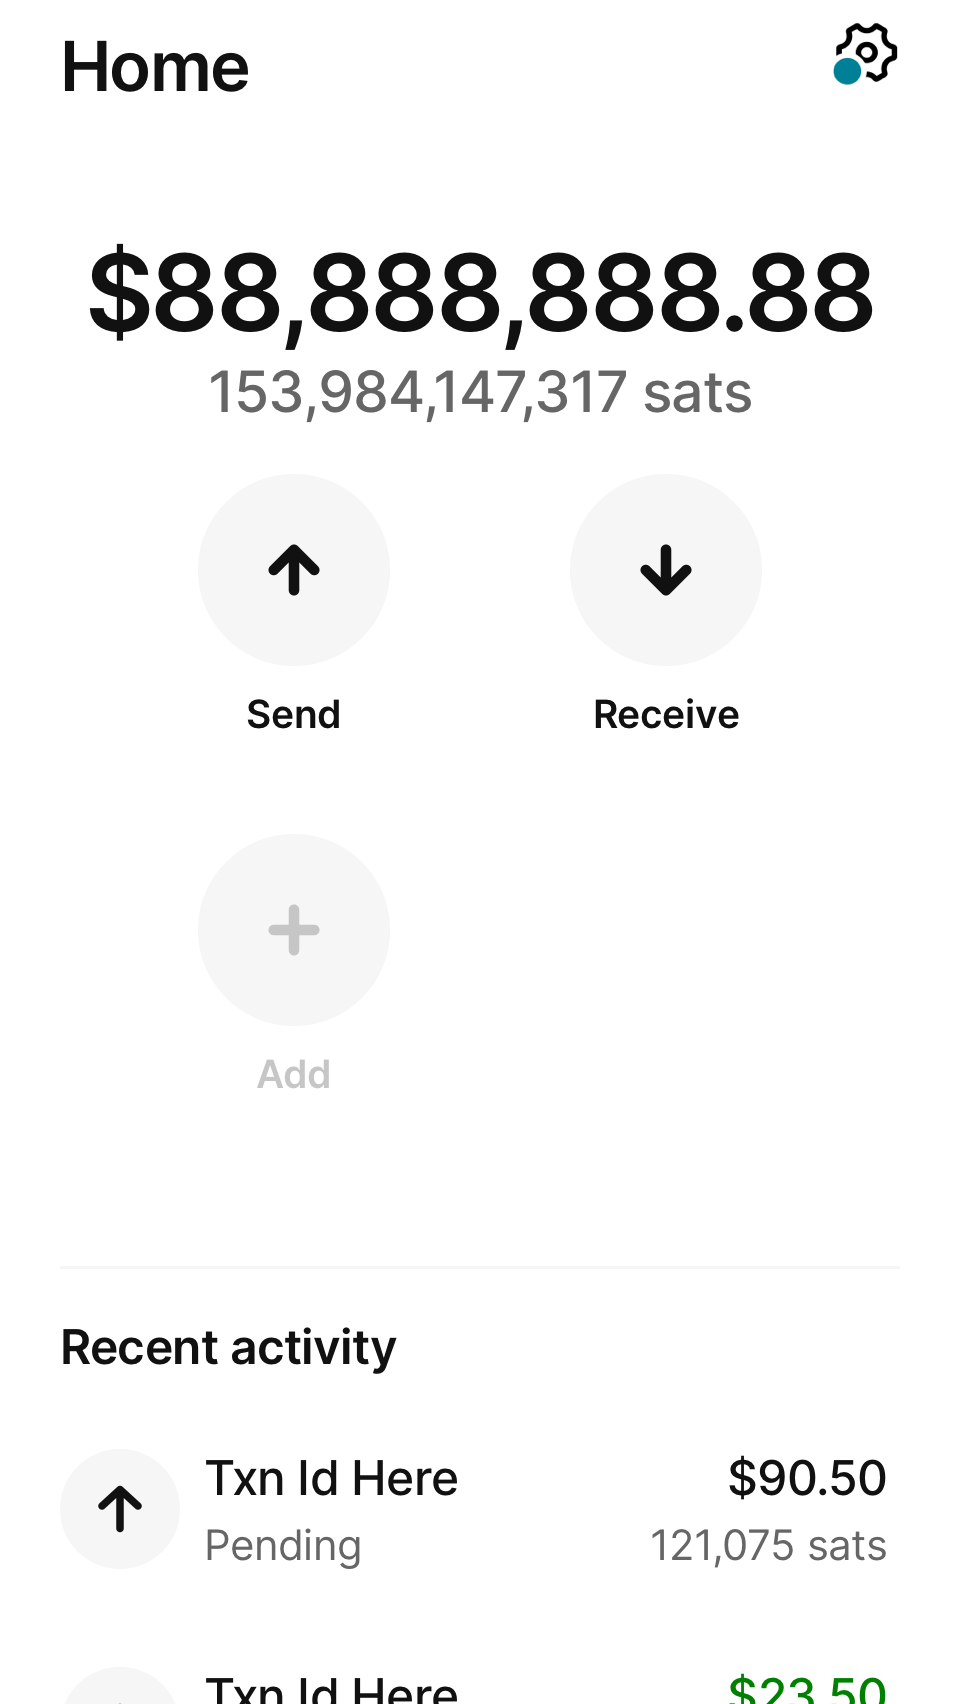 Home
$88,888,888.88
153,984,147,317 sats
Send
Receive
Add
Recent activity
Txn Id Here
$90.50
Pending
121,075 sats
Txn Id Here
$23.50